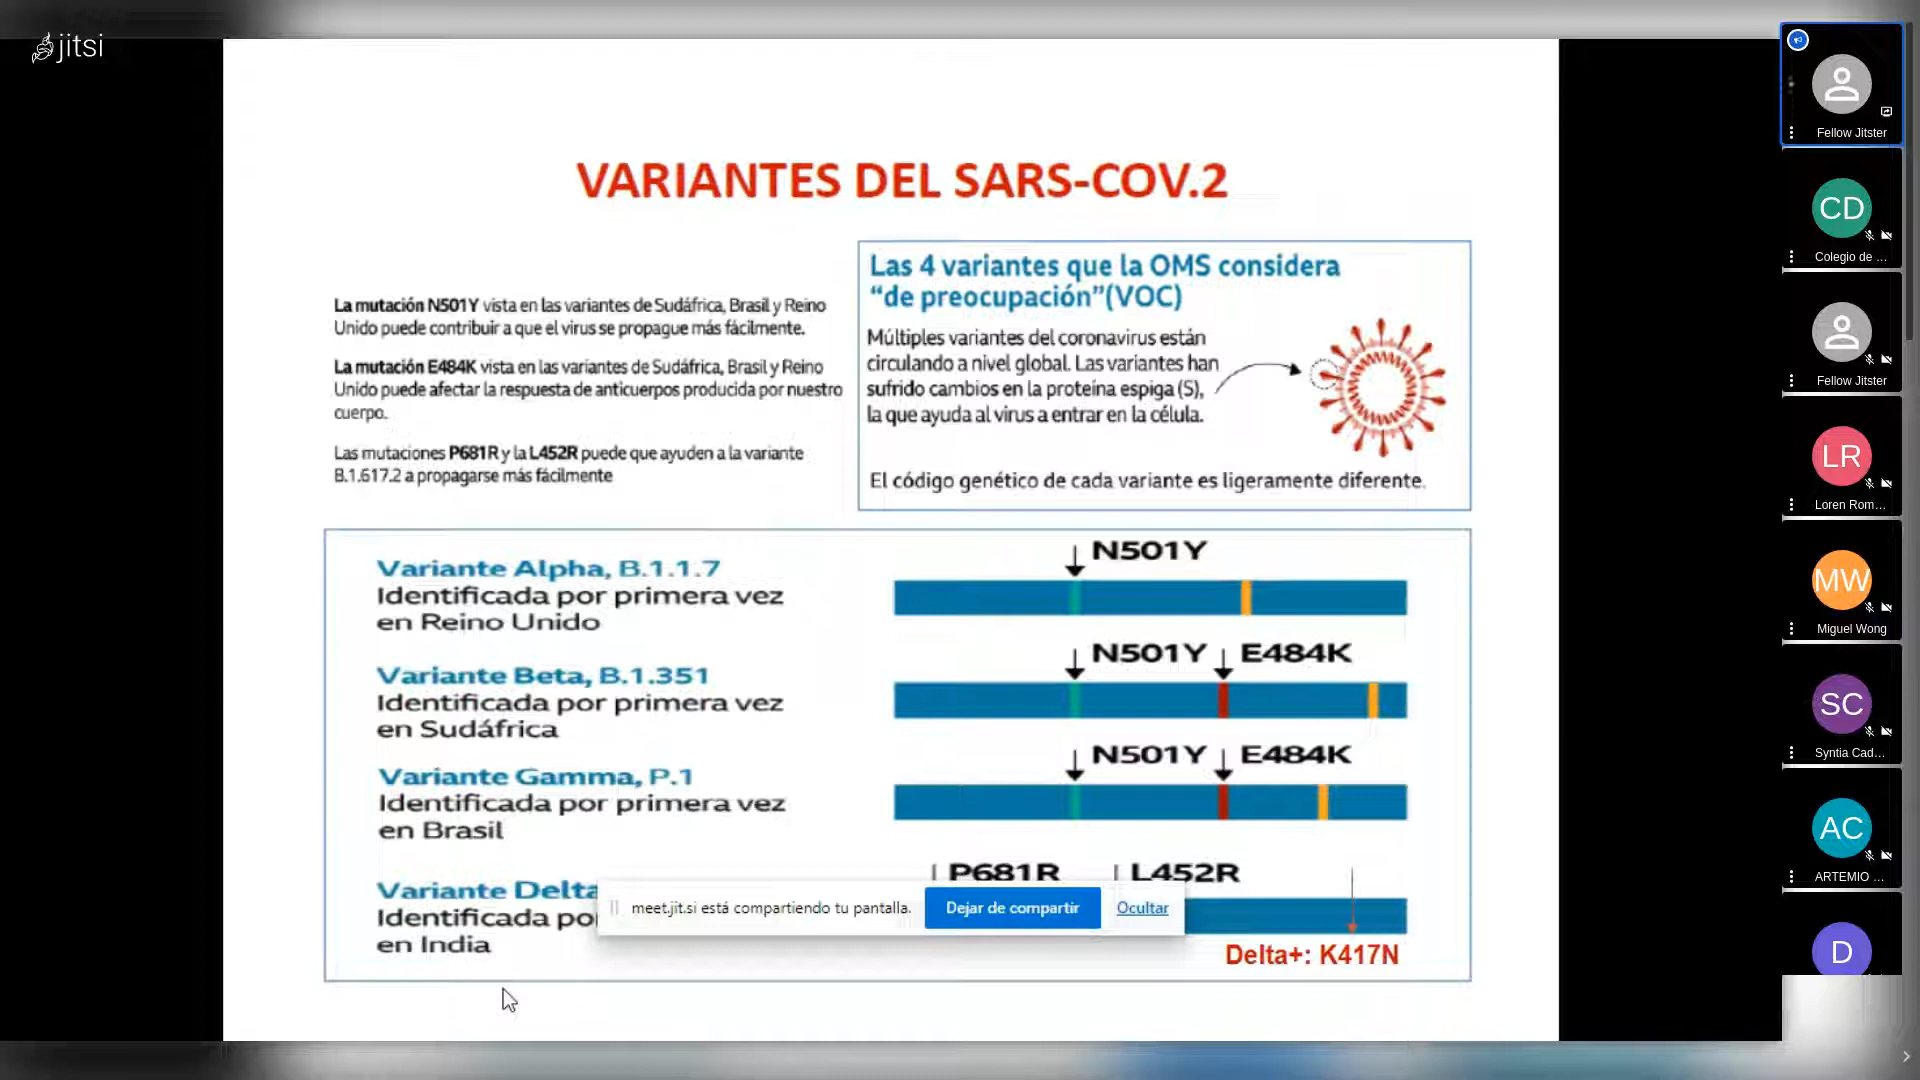 jitsi
VARIANTES DEL SARS-COV.2
La mutación N501Y vista en las variantes de Sudáfrica, Brasil y Reino
Unido puede contribuir a que el virus se propague más fácilmente.
La mutación E484K vista en las variantes de Sudáfrica, Brasil y Reino
Unido puede afectar la respuesta de anticuerpos producida por nuestro
cuerpo.
Las mutaciones P681R y la L452R puede que ayuden a la variante
B.1.617.2 a propagarse más fácilmente
Las 4 variantes que la OMS considera
“de preocupación”(VOC)
Múltiples variantes del coronavirus están
circulando a nivel global. Las variantes han
sufrido cambios en la proteína espiga (S),
la que ayuda al virus a entrar en la célula.
El código genético de cada variante es ligeramente diferente.
Variante Alpha, B.1.1.7
Identificada por primera vez
en Reino Unido
N501Y
Variante Beta, B.1.351
Identificada por primera vez
en Sudáfrica
N501Y E484K
Variante Gamma, P.1
Identificada por primera vez
en Brasil
N501Y E484K
Variante Delta
Identificada po
en India
P681R L452R
Delta+: K417N
meet.jit.si está compartiendo tu pantalla.
Dejar de compartir
Ocultar
Fellow Jitster
CD
Colegio de ...
Fellow Jitster
LR
Loren Rom...
MW
Miguel Wong
SC
Syntia Cad...
AC
ARTEMIO ...
D